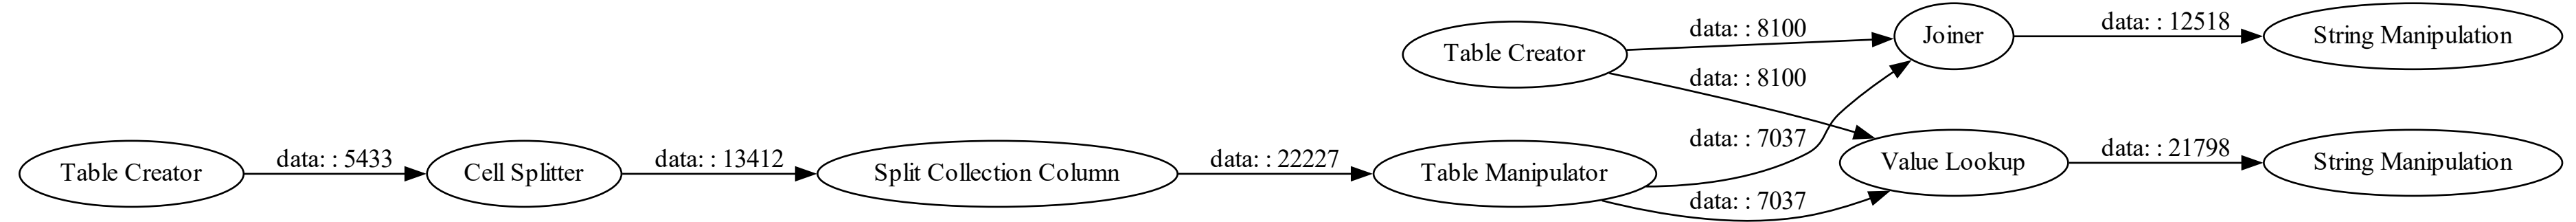 Table Creator
data: : 5433
Cell Splitter
data: : 13412
Split Collection Column
data: : 22227
Table Manipulator
Table Creator
data: : 8100
data: : 8100
data: : 7037
data: : 7037
Joiner
data: : 12518
String Manipulation
Value Lookup
data: : 21798
String Manipulation